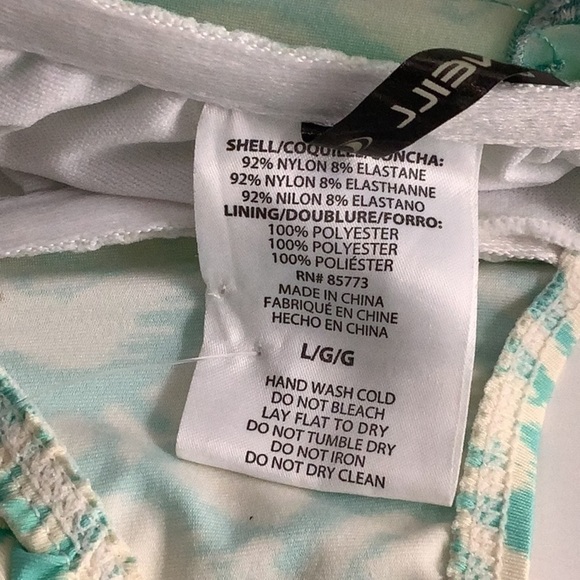 SHELL/COQUILLE/CONCHA:
92% NYLON 8% ELASTANE
92% NYLON 8% ELASTHANNE
92% NILON 8% ELASTANO
LINING/DOUBLURE/FORRO:
100% POLYESTER
100% POLYESTER
100% POLIÉSTER
RN# 85773
MADE IN CHINA
FABRIQUÉ EN CHINE
HECHO EN CHINA
L/G/G
HAND WASH COLD
DO NOT BLEACH
LAY FLAT TO DRY
DO NOT TUMBLE DRY
DO NOT IRON
DO NOT DRY CLEAN